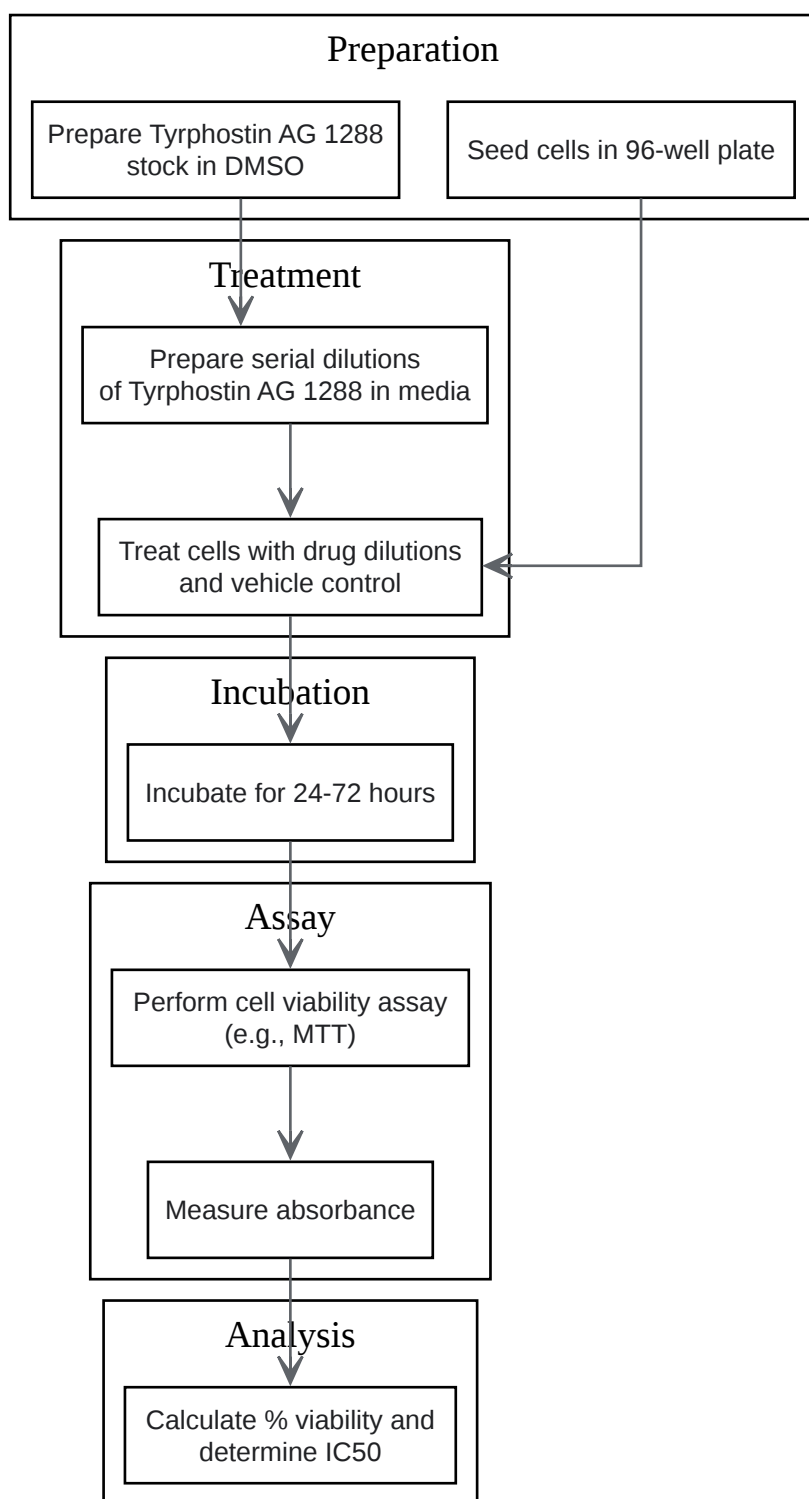 Preparation
Prepare Tyrphostin AG 1288
stock in DMSO
Seed cells in 96-well plate
Treatment
Prepare serial dilutions
of Tyrphostin AG 1288 in media
Treat cells with drug dilutions
and vehicle control
Incubation
Incubate for 24-72 hours
Assay
Perform cell viability assay
(e.g., MTT)
Measure absorbance
Analysis
Calculate % viability and
determine IC50